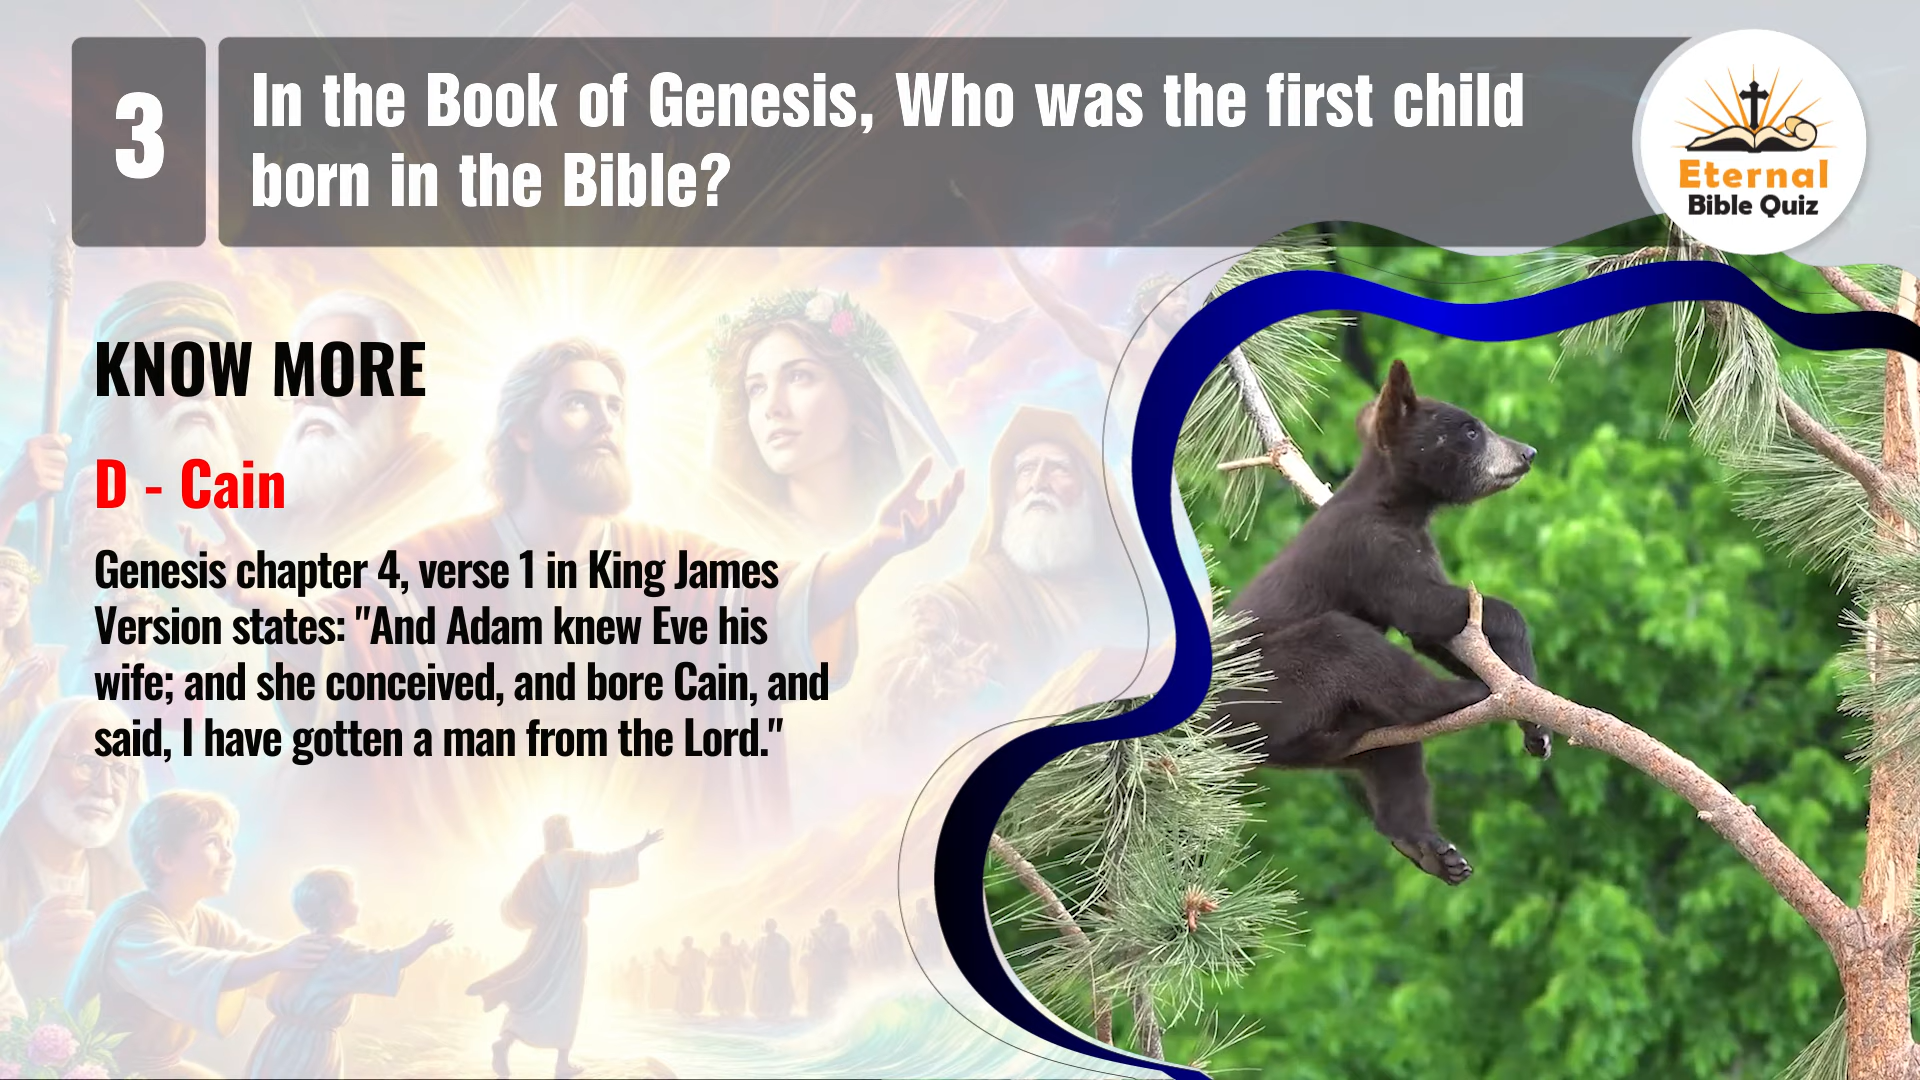 3
In the Book of Genesis, Who was the first child
born in the Bible?
Eternal
Bible Quiz
KNOW MORE
D - Cain
Genesis chapter 4, verse 1 in King James
Version states: "And Adam knew Eve his
wife; and she conceived, and bore Cain, and
said, I have gotten a man from the Lord."